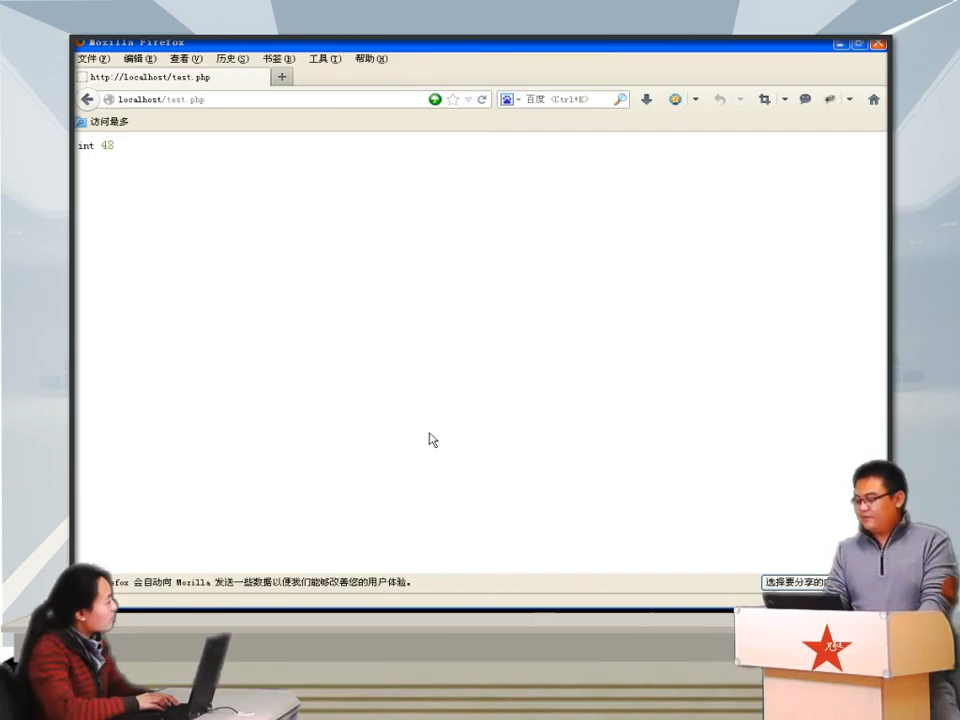 Mozilla Firefox
文件(F) 编辑(E) 查看(V) 历史(S) 书签(B) 工具(T) 帮助(H)
http://localhost/test.php
localhost/test.php 百度 <Ctrl+K>
访问最多
int 48
efox 会自动向 Mozilla 发送一些数据以便我们能够改善您的用户体验。 选择要分享的